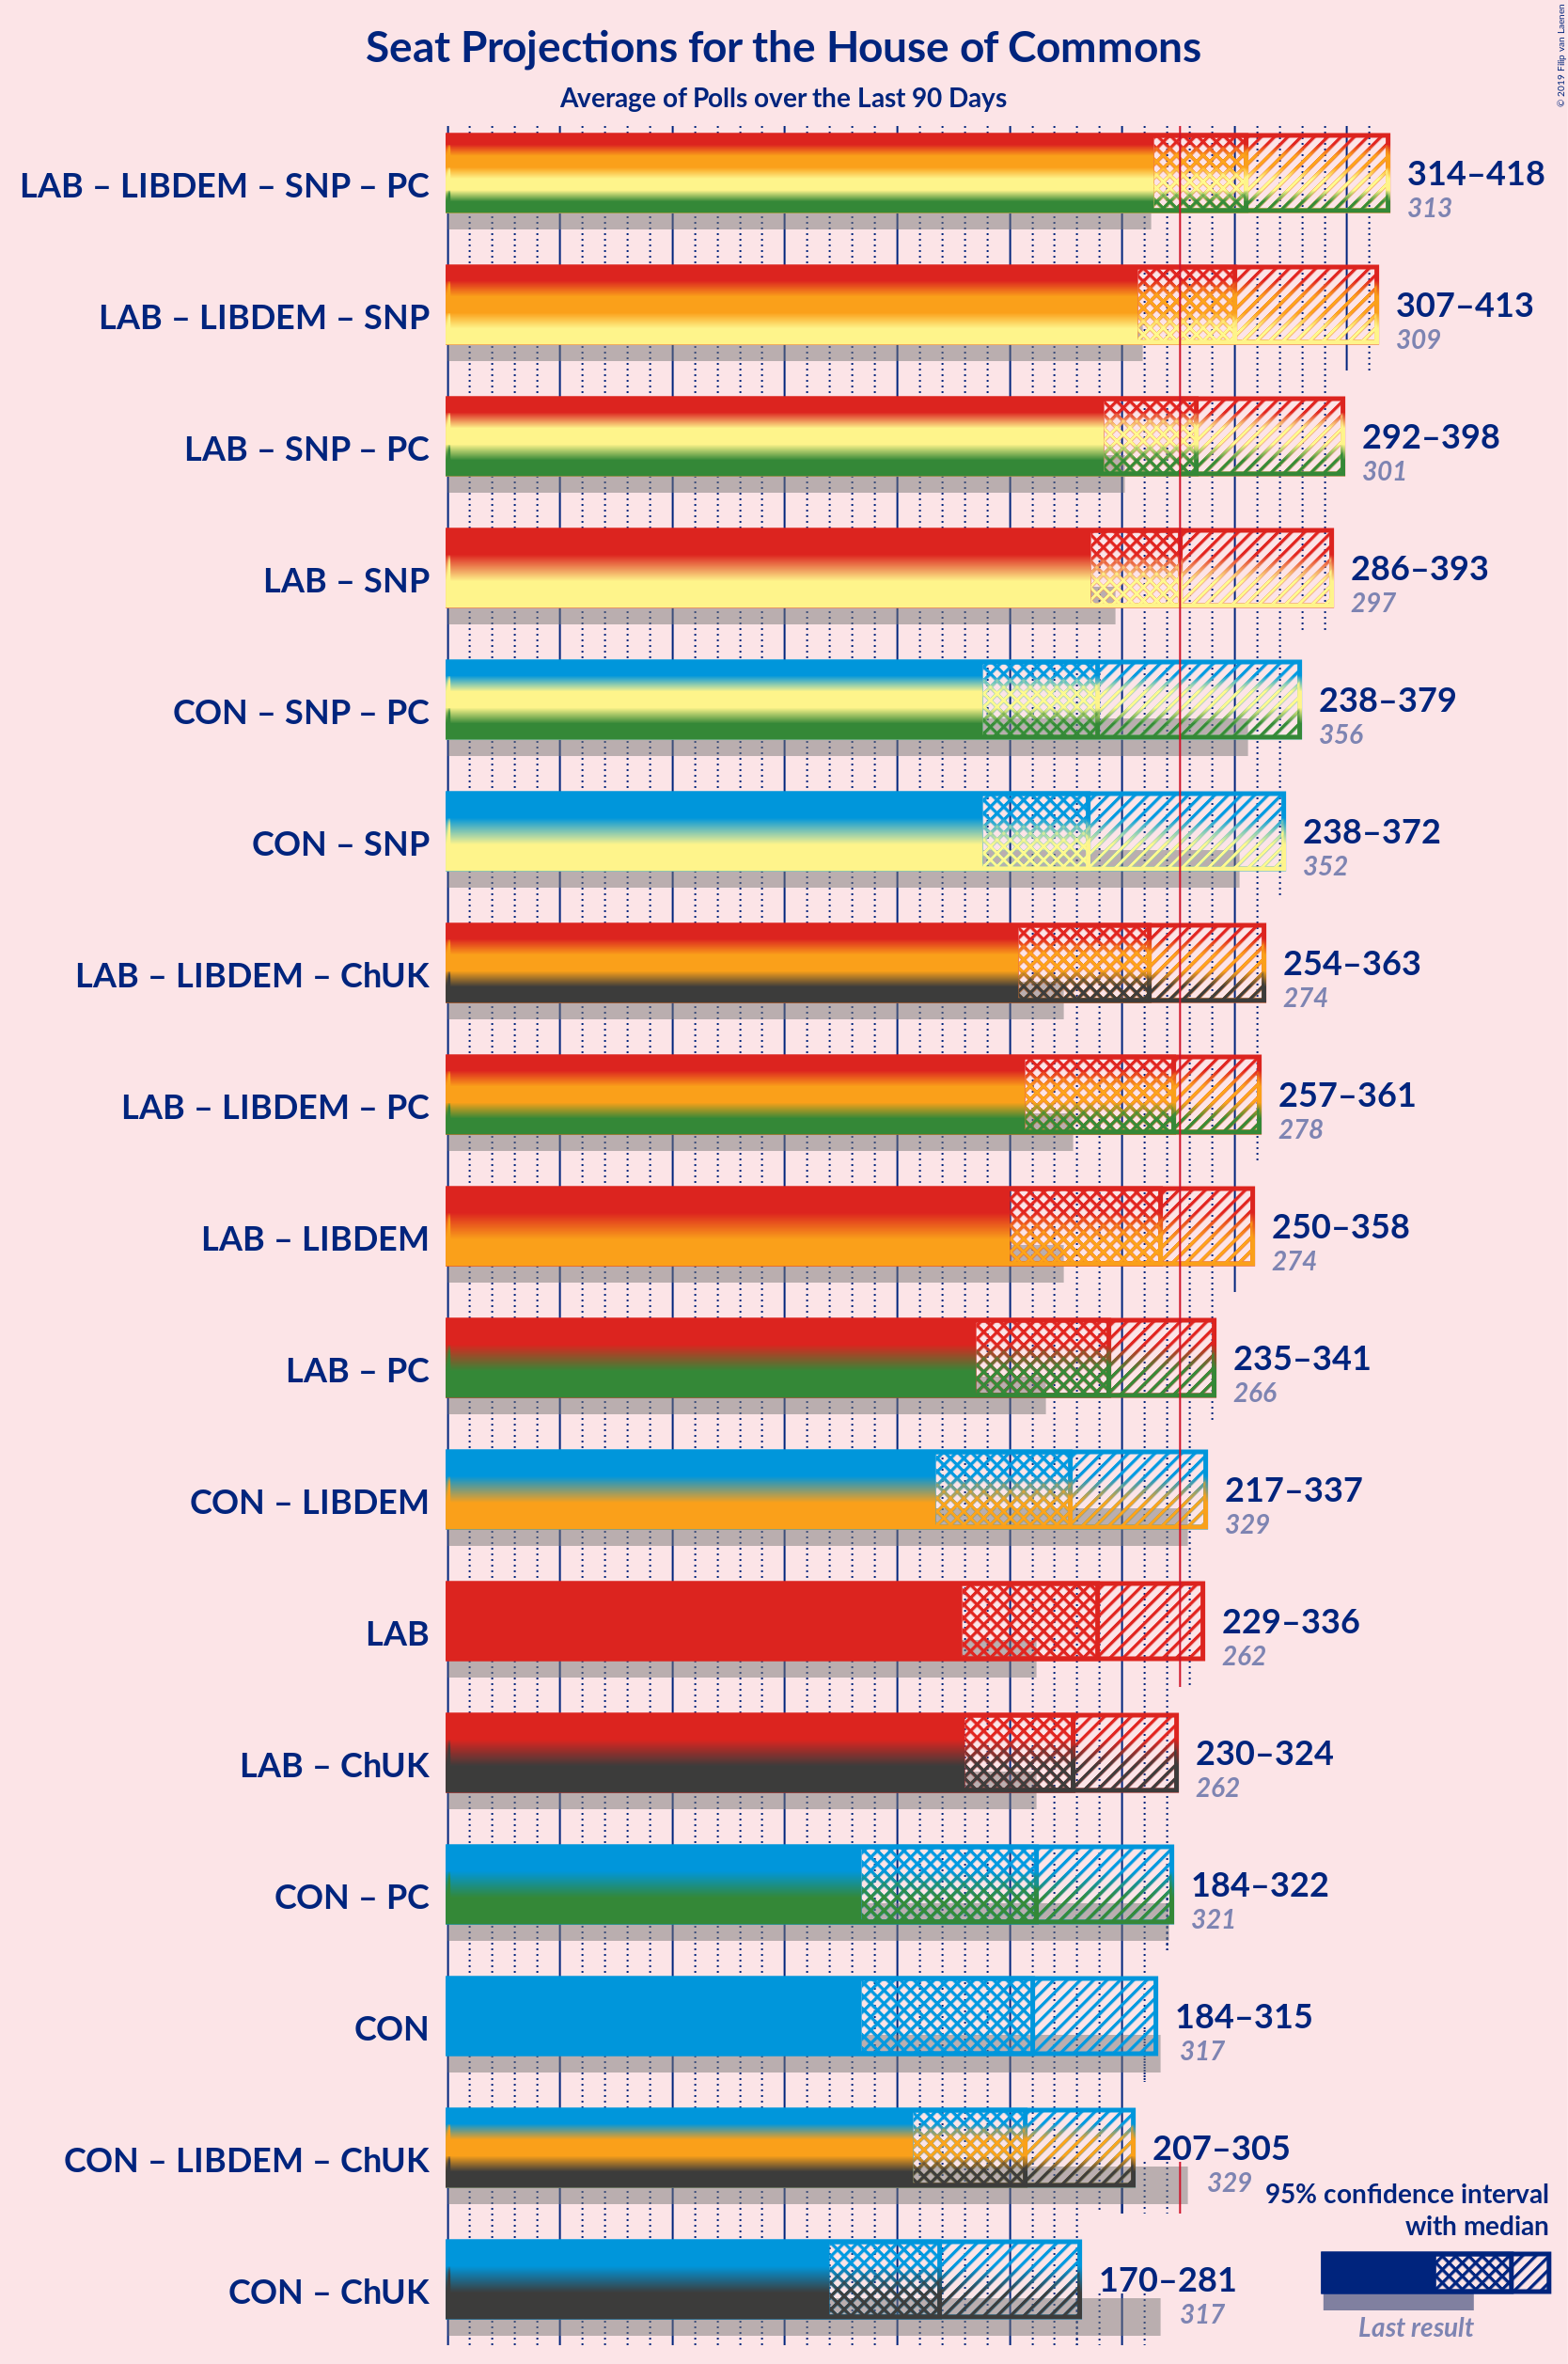 Seat Projections for the House of Commons
Average of Polls over the Last 90 Days
© 2019 Filip van Laenen
LAB – LIBDEM – SNP – PC
314–418
313
LAB – LIBDEM – SNP
307–413
309
LAB – SNP – PC
292–398
301
LAB – SNP
286–393
297
CON – SNP – PC
238–379
356
CON – SNP
238–372
352
LAB – LIBDEM – ChUK
254–363
274
LAB – LIBDEM – PC
257–361
278
LAB – LIBDEM
250–358
274
LAB – PC
235–341
266
CON – LIBDEM
217–337
329
LAB
229–336
262
LAB – ChUK
230–324
262
CON – PC
184–322
321
CON
184–315
317
CON – LIBDEM – ChUK
207–305
329
CON – ChUK
170–281
317
95% confidence interval
with median
Last result